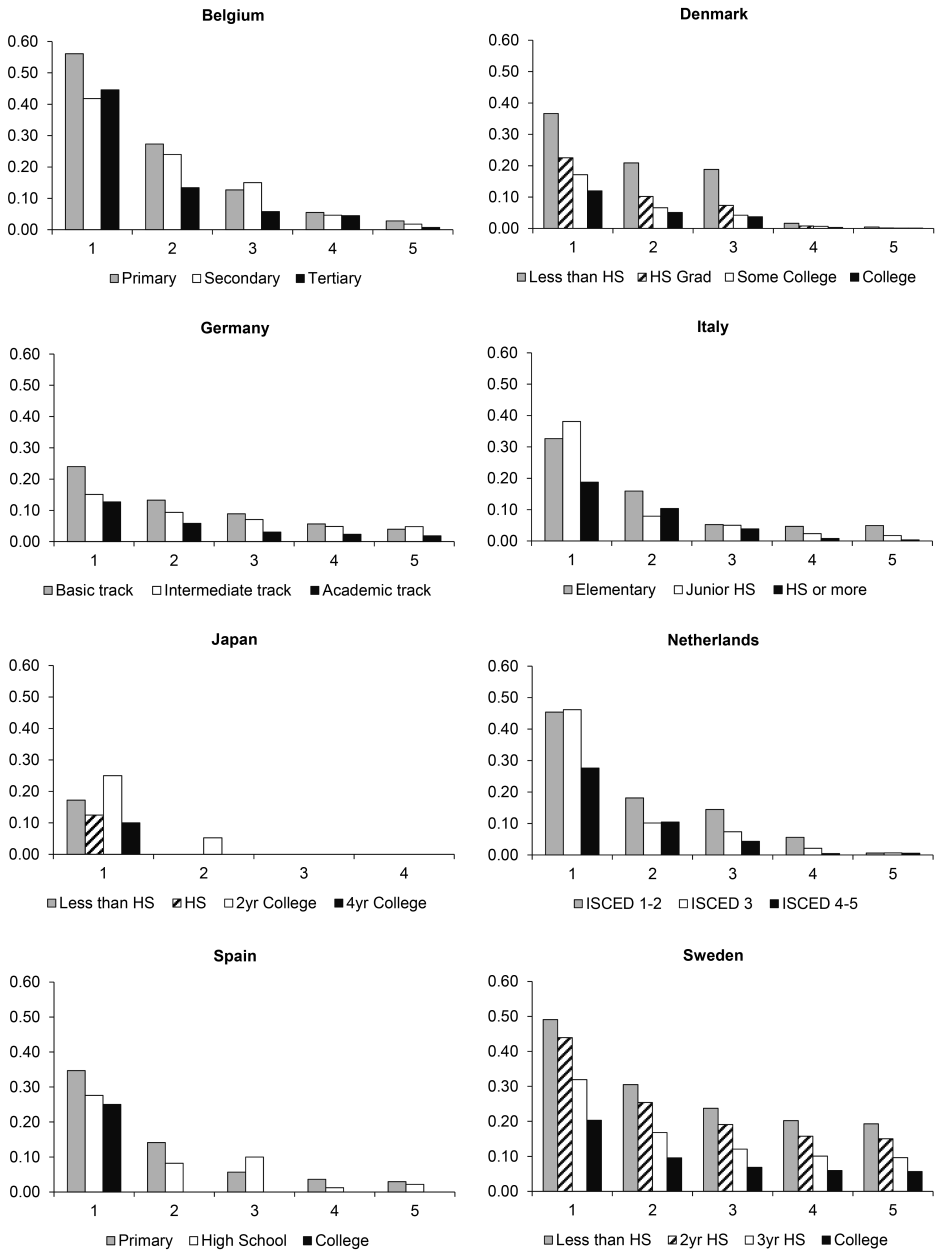 Belgium
0.60
0.50
0.40
0.30
0.20
0.10
0.00
1 2 3 4 5
Primary Secondary Tertiary
Denmark
0.60
0.50
0.40
0.30
0.20
0.10
0.00
1 2 3 4 5
Less than HS HS Grad Some College College
Germany
0.60
0.50
0.40
0.30
0.20
0.10
0.00
1 2 3 4 5
Basic track Intermediate track Academic track
Italy
0.60
0.50
0.40
0.30
0.20
0.10
0.00
1 2 3 4 5
Elementary Junior HS HS or more
Japan
0.60
0.50
0.40
0.30
0.20
0.10
0.00
1 2 3 4
Less than HS HS 2yr College 4yr College
Netherlands
0.60
0.50
0.40
0.30
0.20
0.10
0.00
1 2 3 4 5
ISCED 1-2 ISCED 3 ISCED 4-5
Spain
0.60
0.50
0.40
0.30
0.20
0.10
0.00
1 2 3 4 5
Primary High School College
Sweden
0.60
0.50
0.40
0.30
0.20
0.10
0.00
1 2 3 4 5
Less than HS 2yr HS 3yr HS College